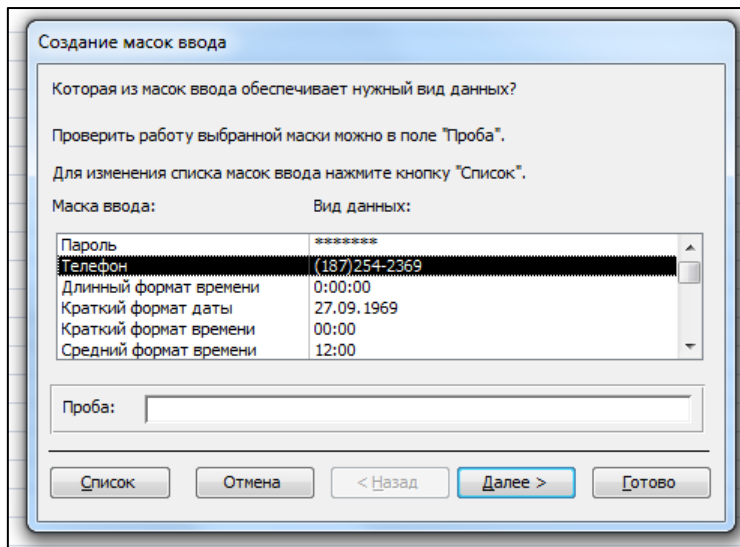 Создание масок ввода
Которая из масок ввода обеспечивает нужный вид данных?
Проверить работу выбранной маски можно в поле "Проба".
Для изменения списка масок ввода нажмите кнопку "Список".
Маска ввода: Вид данных:
Пароль *******
Телефон (187)254-2369
Длинный формат времени 0:00:00
Краткий формат даты 27.09.1969
Краткий формат времени 00:00
Средний формат времени 12:00
Проба:
Список Отмена < Назад Далее > Готово